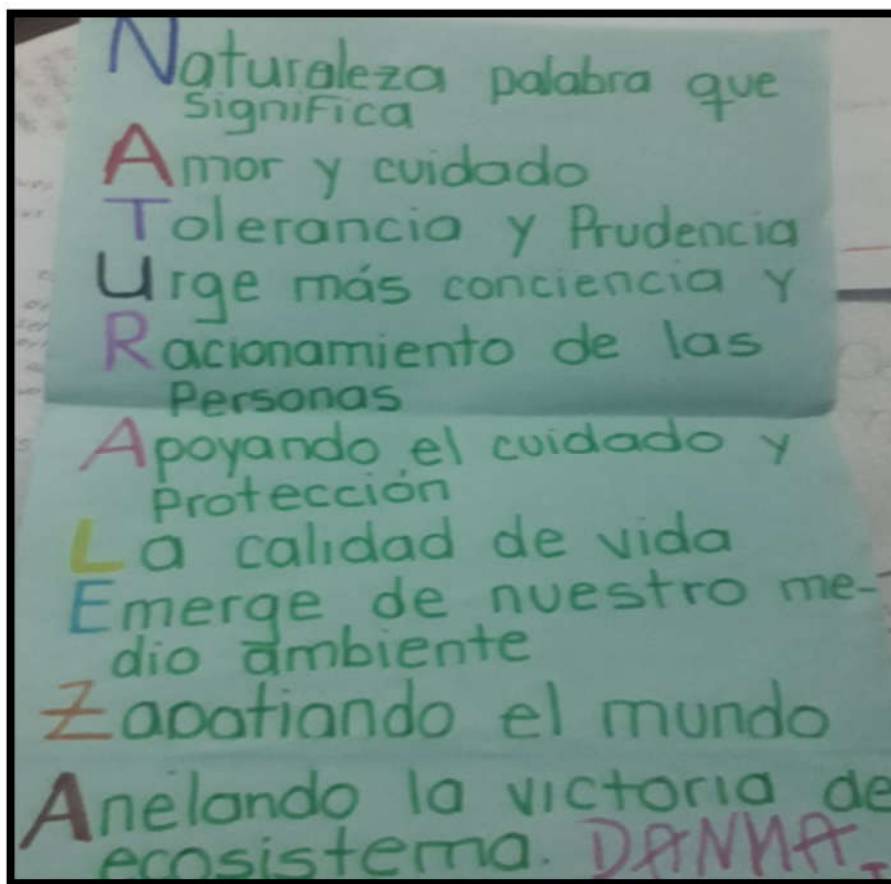 Naturaleza palabra que
significa
Amor y cuidado
Tolerancia y Prudencia
Urge más conciencia y
Racionamiento de las
Personas
Apoyando el cuidado y
Protección
La calidad de vida
Emerge de nuestro me-
dio ambiente
Zapatiando el mundo
Anelando la victoria de
ecosistema. DANNA